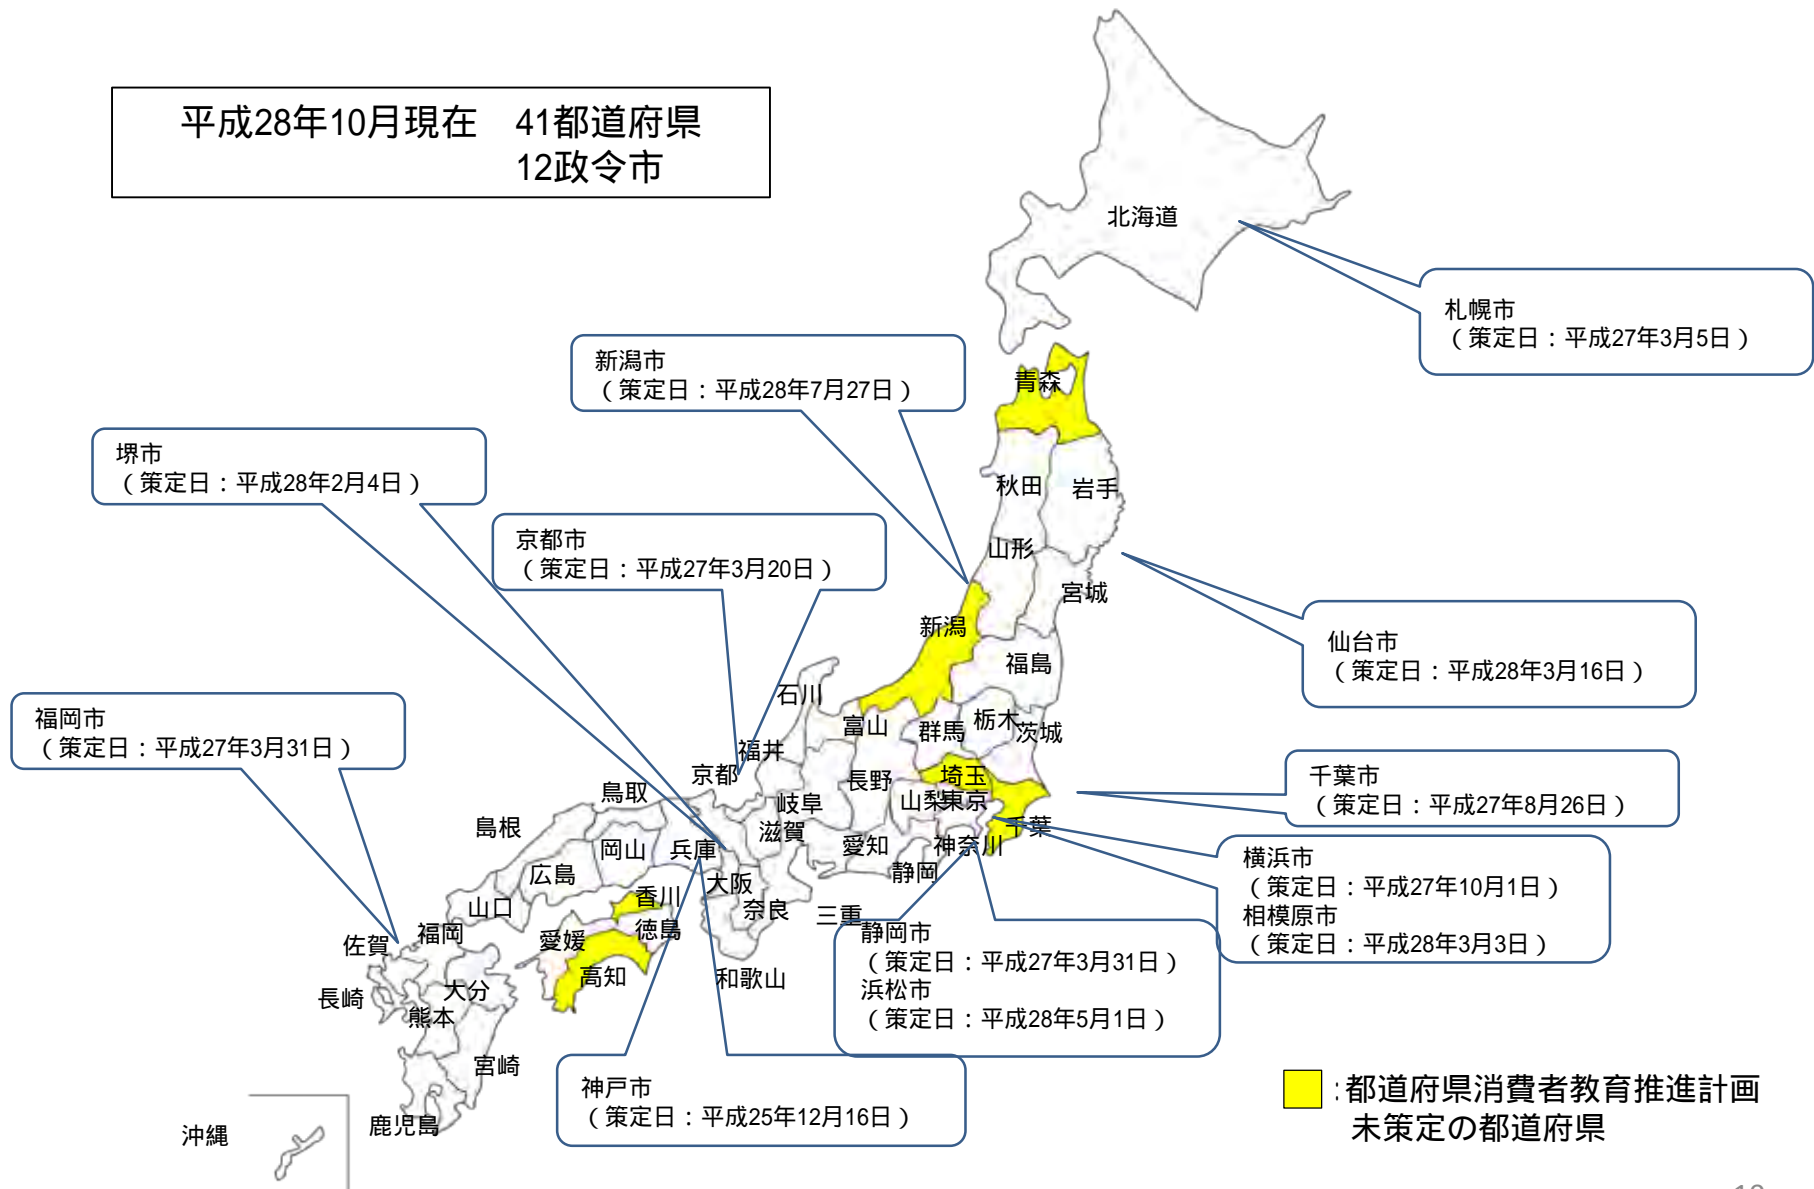 平成28年10月現在　41都道府県
12政令市
北海道
札幌市
（策定日：平成27年3月5日）
新潟市
（策定日：平成28年7月27日）
青森
堺市
（策定日：平成28年2月4日）
秋田
岩手
京都市
（策定日：平成27年3月20日）
山形
宮城
新潟
仙台市
（策定日：平成28年3月16日）
福島
石川
福岡市
（策定日：平成27年3月31日）
富山
群馬
栃木
茨城
福井
京都
長野
埼玉
千葉市
（策定日：平成27年8月26日）
鳥取
岐阜
山梨
東京
島根
滋賀
千葉
岡山
兵庫
愛知
神奈川
静岡
横浜市
（策定日：平成27年10月1日）
相模原市
（策定日：平成28年3月3日）
広島
大阪
香川
山口
奈良
三重
徳島
佐賀
福岡
愛媛
静岡市
（策定日：平成27年3月31日）
浜松市
（策定日：平成28年5月1日）
高知
和歌山
長崎
大分
熊本
宮崎
神戸市
（策定日：平成25年12月16日）
鹿児島
沖縄
：都道府県消費者教育推進計画
未策定の都道府県